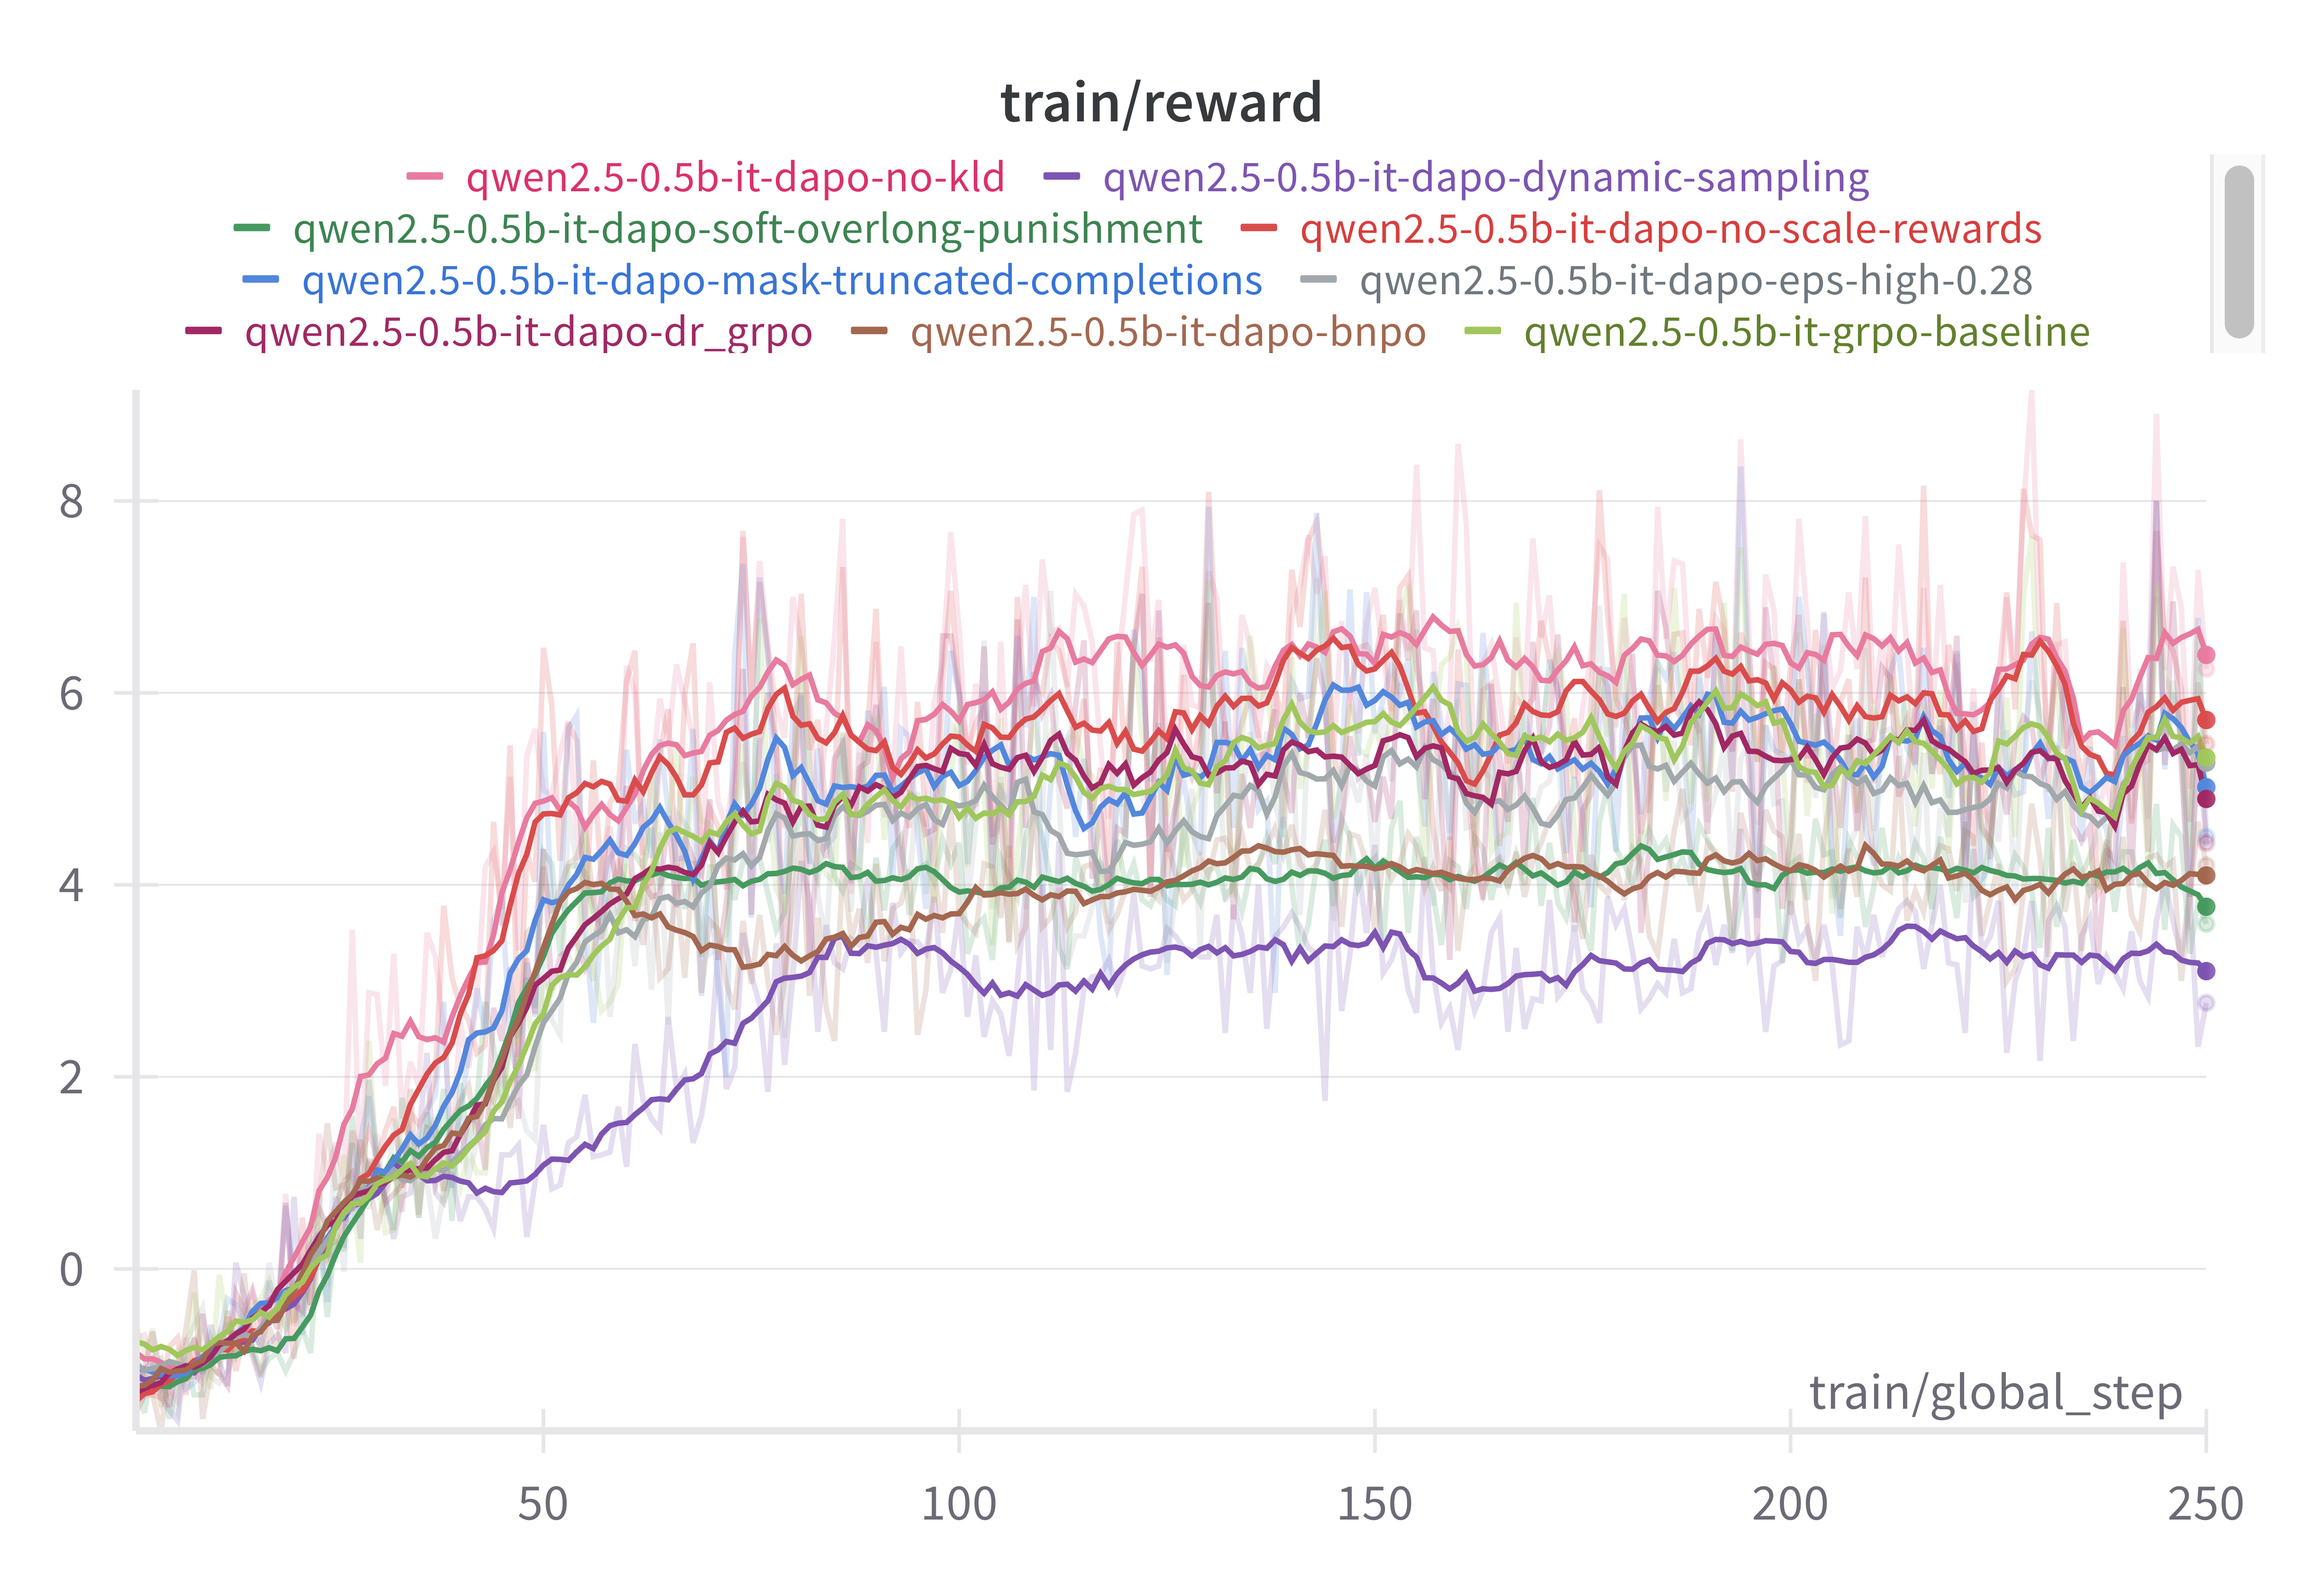 train/reward
qwen2.5-0.5b-it-dapo-no-kld qwen2.5-0.5b-it-dapo-dynamic-sampling
qwen2.5-0.5b-it-dapo-soft-overlong-punishment qwen2.5-0.5b-it-dapo-no-scale-rewards
qwen2.5-0.5b-it-dapo-mask-truncated-completions qwen2.5-0.5b-it-dapo-eps-high-0.28
qwen2.5-0.5b-it-dapo-dr_grpo qwen2.5-0.5b-it-dapo-bnpo qwen2.5-0.5b-it-grpo-baseline
8
6
4
2
0
train/global_step
50 100 150 200 250